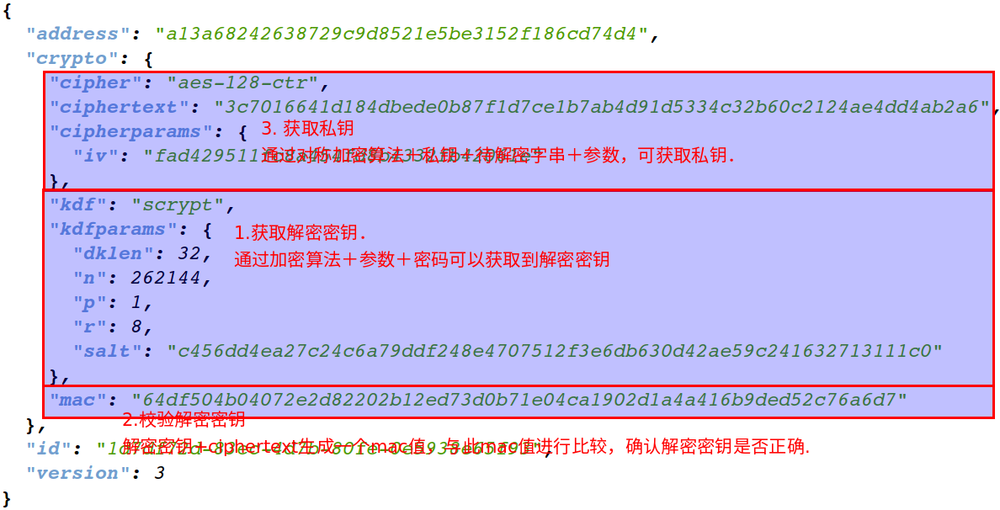 {
"address": "a13a68242638729c9d8521e5be3152f186cd74d4",
"crypto": {
"cipher": "aes-128-ctr",
"ciphertext": "3c7016641d184dbede0b87f1d7ce1b7ab4d91d5334c32b60c2124ae4dd4ab2a6",
"cipherparams": {
3. 获取私钥
"iv":
通过对称加密算法＋私钥＋待解密字串＋参数，可获取私钥．
},
"kdf": "scrypt",
"kdfparams": {
1.获取解密密钥．
"dklen": 32,
通过加密算法＋参数＋密码可以获取到解密密钥
"n": 262144,
"p": 1,
"r": 8,
"salt": "c456dd4ea27c24c6a79ddf248e4707512f3e6db630d42ae59c241632713111c0"
},
"mac": "64df504b04072e2d82202b12ed73d0b71e04ca1902d1a4a416b9ded52c76a6d7"
2.校验解密密钥
},
"id":
解密密钥+ciphertext生成一个mac值，与此mac值进行比较，确认解密密钥是否正确.
"version": 3
}